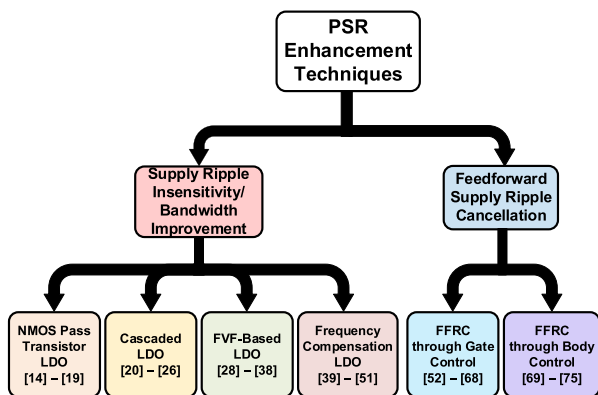 PSR
Enhancement
Techniques
Supply Ripple
Insensitivity/
Bandwidth
Improvement
Feedforward
Supply Ripple
Cancellation
NMOS Pass
Transistor
LDO
[14] – [19]
Cascaded
LDO
[20] – [26]
FVF-Based
LDO
[28] – [38]
Frequency
Compensation
LDO
[39] – [51]
FFRC
through Gate
Control
[52] – [68]
FFRC
through Body
Control
[69] – [75]